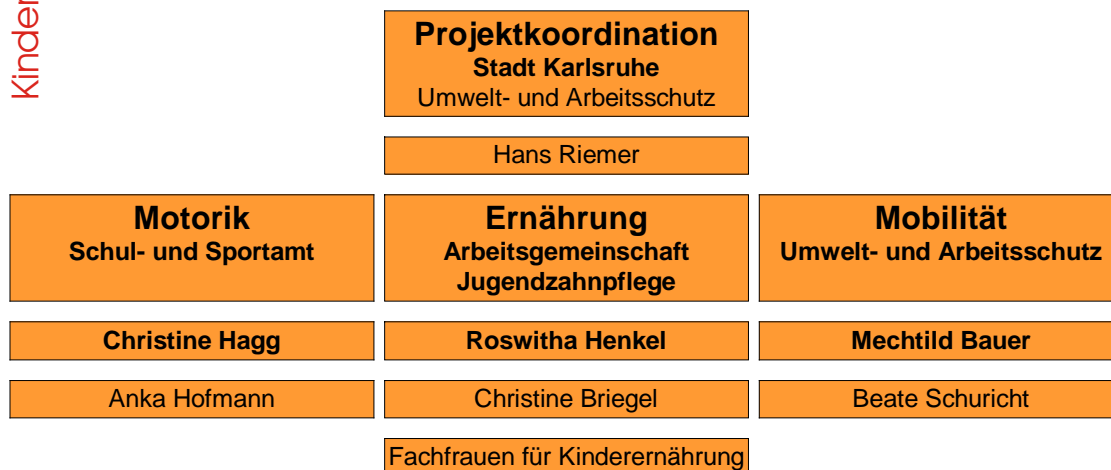 Kinder
Projektkoordination
Stadt Karlsruhe
Umwelt- und Arbeitsschutz
Hans Riemer
Motorik
Schul- und Sportamt
Ernährung
Arbeitsgemeinschaft
Jugendzahnpflege
Mobilität
Umwelt- und Arbeitsschutz
Christine Hagg
Roswitha Henkel
Mechtild Bauer
Anka Hofmann
Christine Briegel
Beate Schuricht
Fachfrauen für Kinderernährung